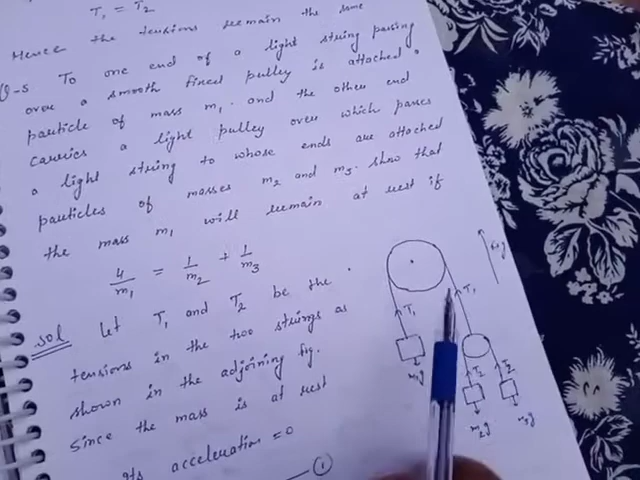 T₁ = T₂
Hence the tensions remain the same
Q-5 To one end of a light string passing
over a smooth fixed pulley is attached a
particle of mass m₁. and the other end
carries a light pulley over which passes
a light string to whose ends are attached
particles of masses m₂ and m₃. show that
the mass m₁ will remain at rest if
4/m₁ = 1/m₂ + 1/m₃
Sol Let T₁ and T₂ be the
tensions in the two strings as
shown in the adjoining fig.
Since the mass is at rest
its acceleration = 0
①
T₁
T₁
m₁g
T₂
T₂
m₂g
m₃g